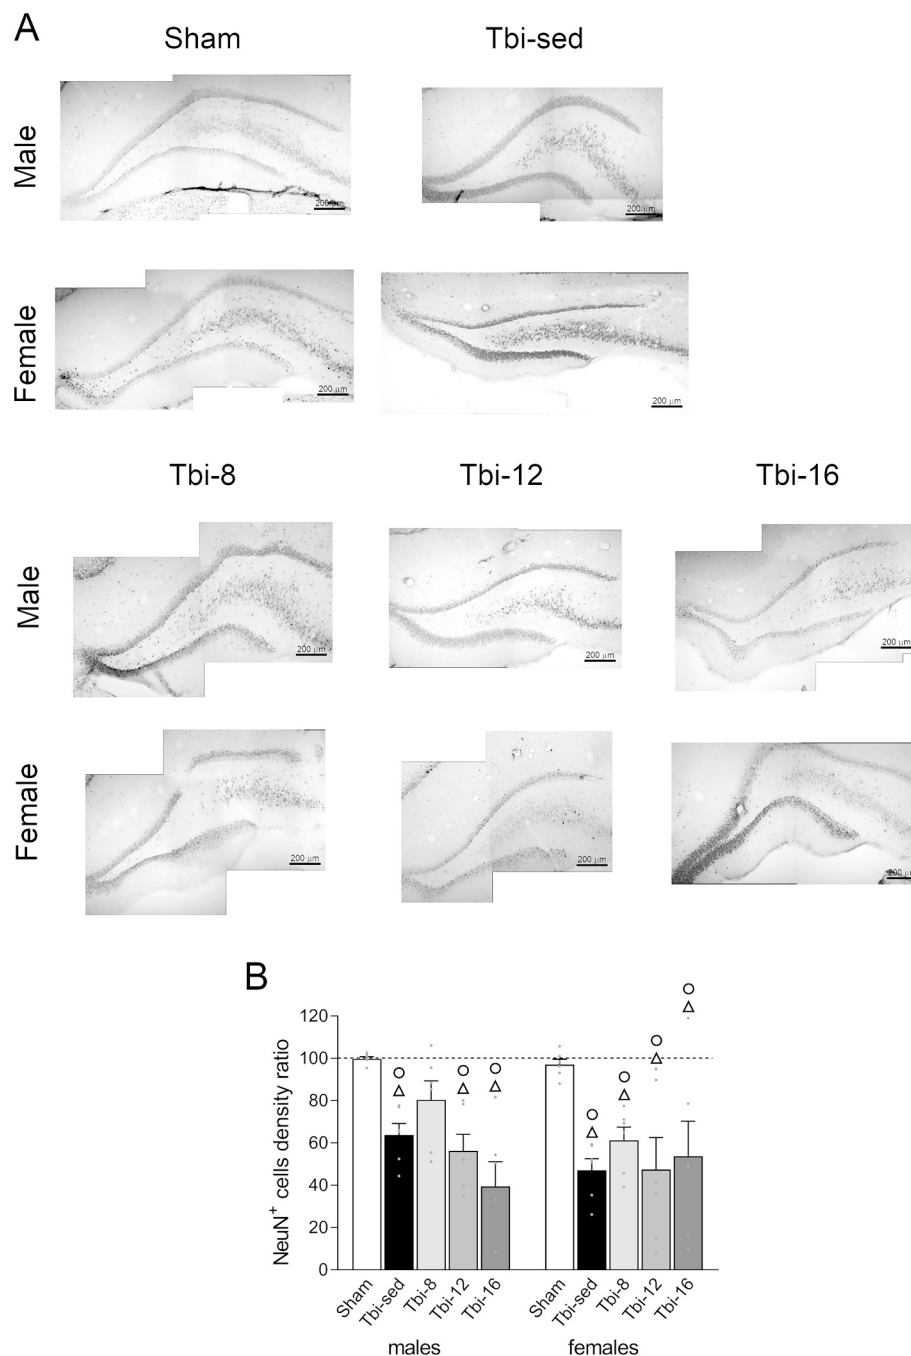 A
Sham
Tbi-sed
Male
200 µm
200 µm
Female
200 µm
200 µm
Tbi-8
Tbi-12
Tbi-16
Male
200 µm
200 µm
200 µm
Female
200 µm
200 µm
200 µm
B
NeuN⁺ cells density ratio
120
100
80
60
40
20
0
Sham
Tbi-sed
Tbi-8
Tbi-12
Tbi-16
Sham
Tbi-sed
Tbi-8
Tbi-12
Tbi-16
males
females